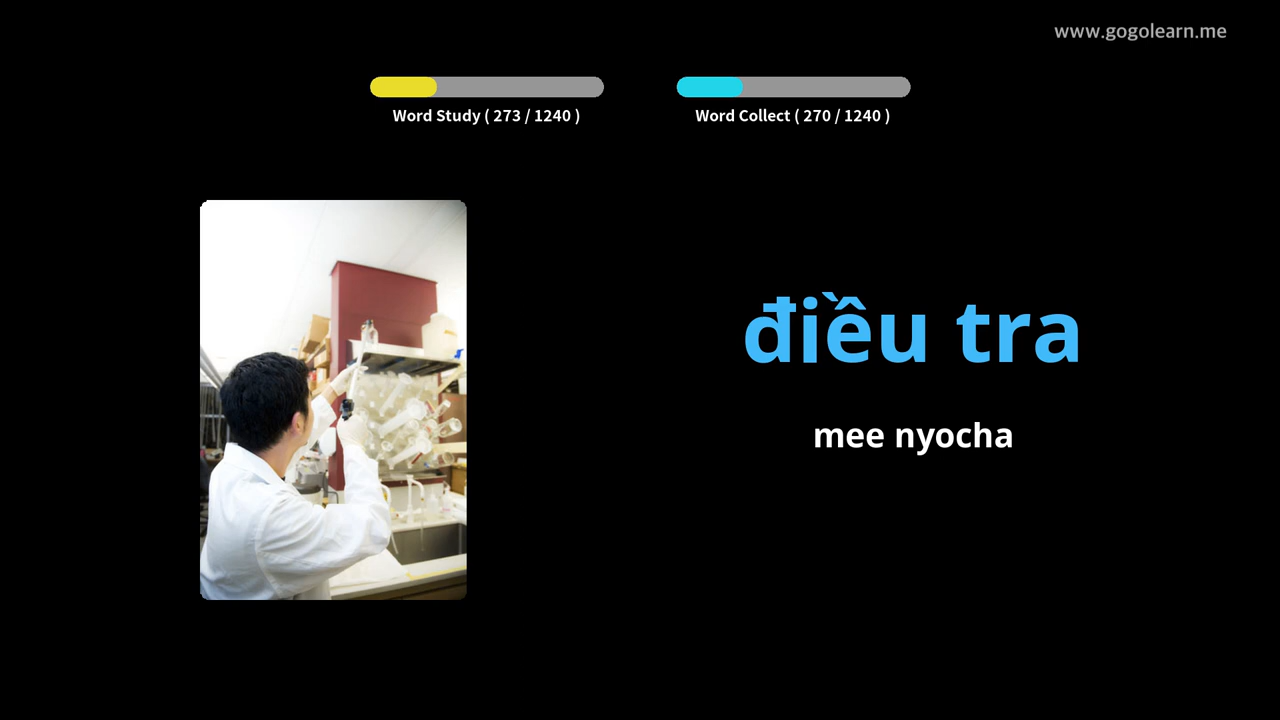 www.gogolearn.me
Word Study ( 273 / 1240 )
Word Collect ( 270 / 1240 )
điều tra
mee nyocha